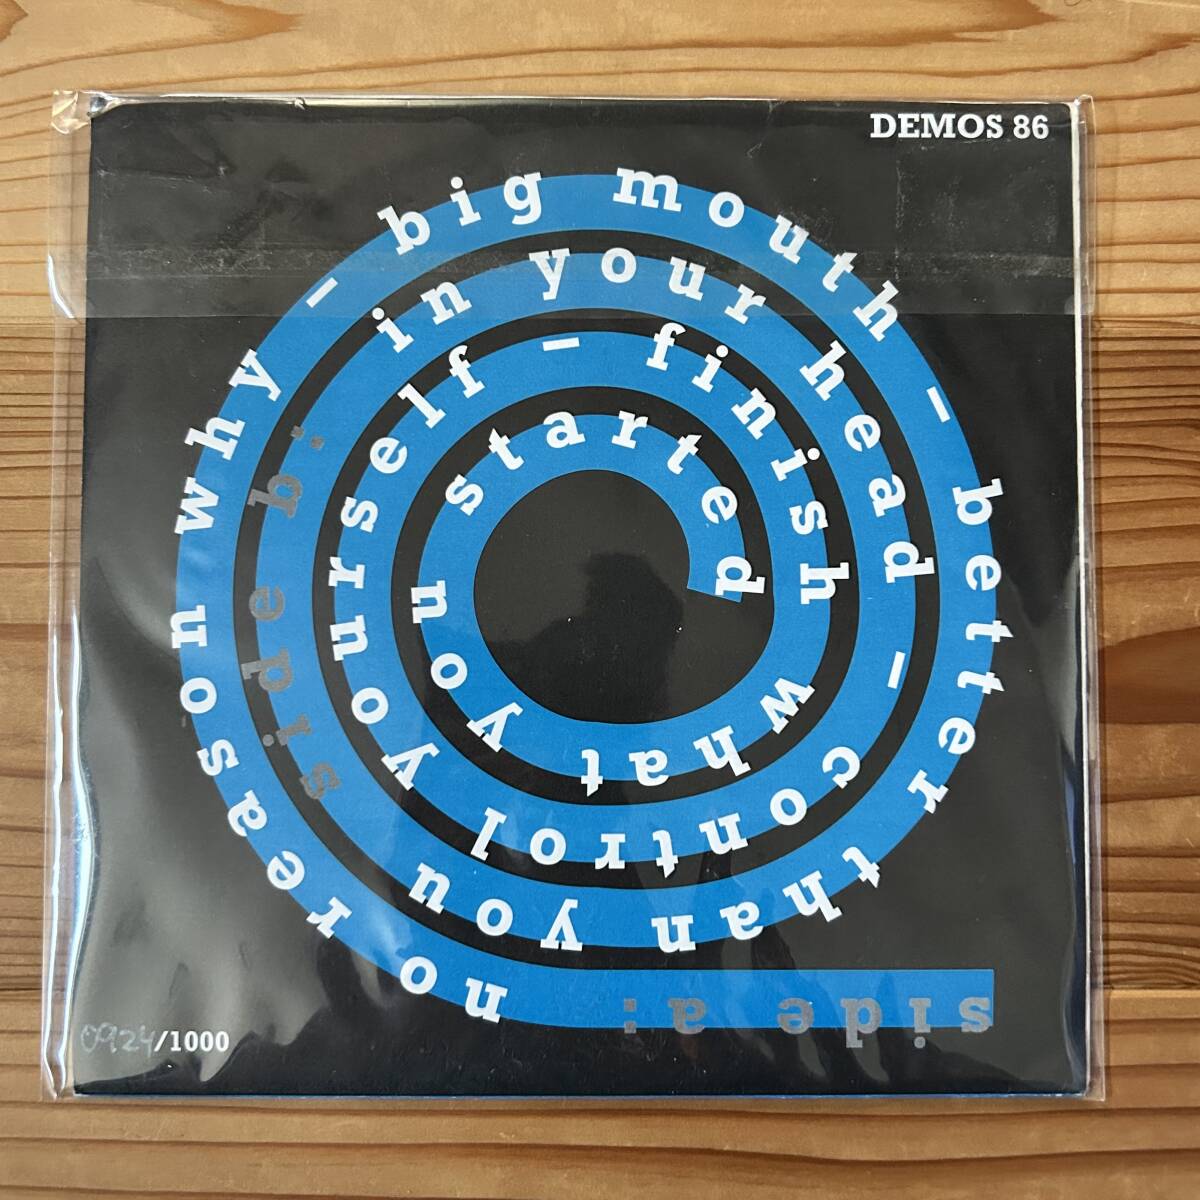 DEMOS 86
side a: no reason why - big mouth - better than you
side b: in your head - control yourself - finish what you started
0924/1000